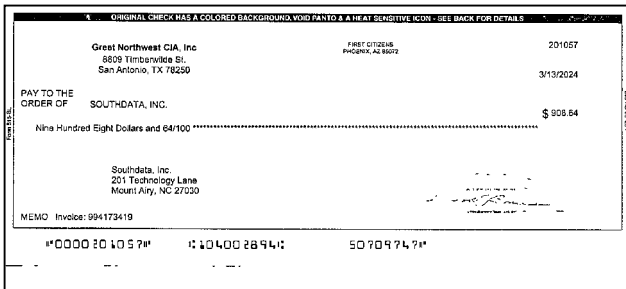 ORIGINAL CHECK HAS A COLORED BACKGROUND, VOID PANTO & A HEAT SENSITIVE ICON - SEE BACK FOR DETAILS
Great Northwest CIA, Inc
8809 Timberwilde St.
San Antonio, TX 78250
FIRST CITIZENS
PHOENIX, AZ 85072
201057
3/13/2024
PAY TO THE
ORDER OF SOUTHDATA, INC.
$ 908.64
Nine Hundred Eight Dollars and 64/100
Southdata, Inc.
201 Technology Lane
Mount Airy, NC 27030
MEMO Invoice: 994173419
⑈0000201057⑈ ⑆104002894⑆ 50709747⑈